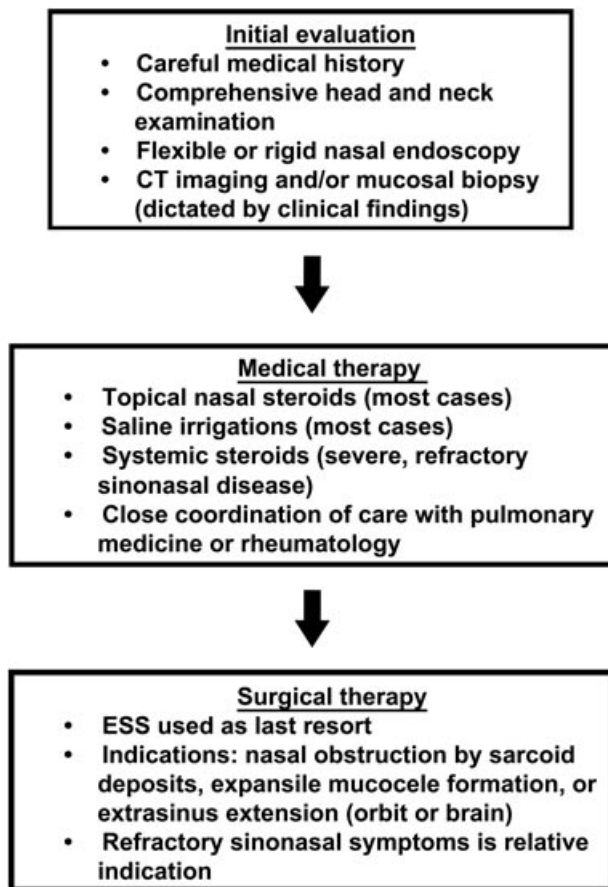 Initial evaluation
• Careful medical history
• Comprehensive head and neck
examination
• Flexible or rigid nasal endoscopy
• CT imaging and/or mucosal biopsy
(dictated by clinical findings)
Medical therapy
• Topical nasal steroids (most cases)
• Saline irrigations (most cases)
• Systemic steroids (severe, refractory
sinonasal disease)
• Close coordination of care with pulmonary
medicine or rheumatology
Surgical therapy
• ESS used as last resort
• Indications: nasal obstruction by sarcoid
deposits, expansile mucocele formation, or
extrasinus extension (orbit or brain)
• Refractory sinonasal symptoms is relative
indication